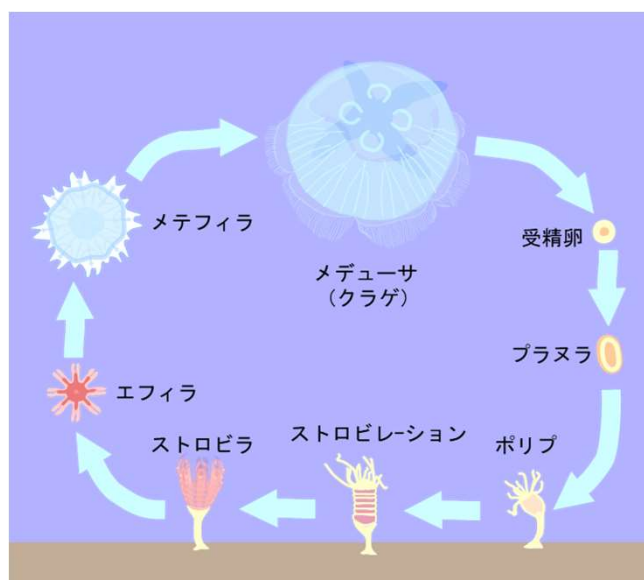 メデューサ
(クラゲ)
受精卵
プラヌラ
ポリプ
ストロビレーション
ストロビラ
エフィラ
メテフィラ